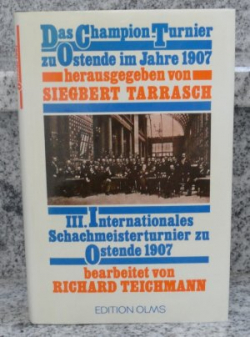 Das Champion-Turnier
zu Ostende im Jahre 1907
herausgegeben von
SIEGBERT TARRASCH
III. Internationales
Schachmeisterturnier zu
Ostende 1907
bearbeitet von
RICHARD TEICHMANN
EDITION OLMS